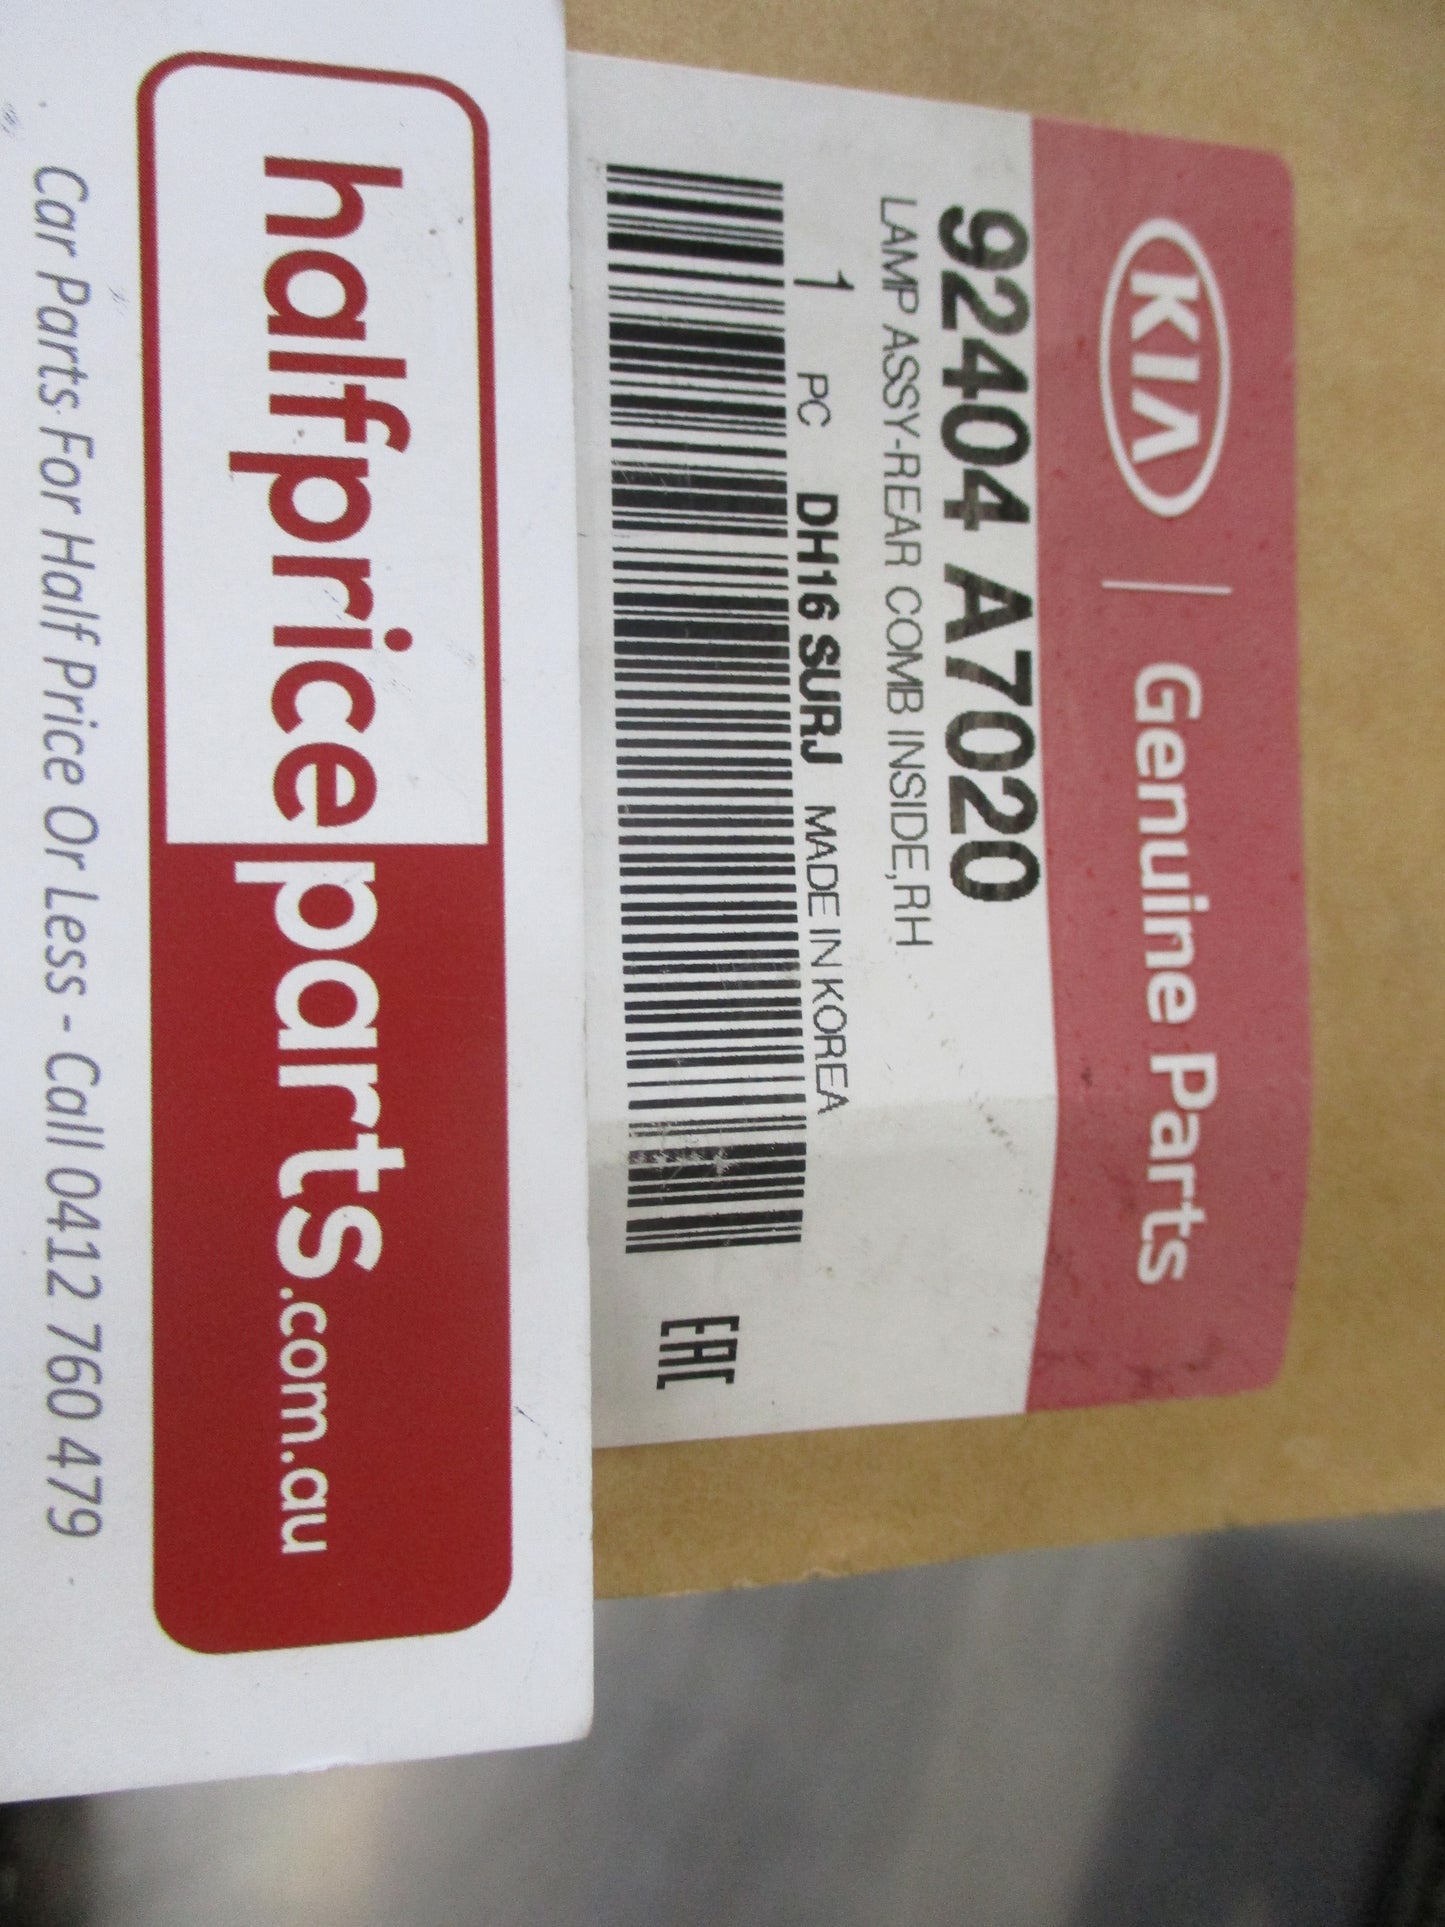 KIA | Genuine Parts
92404 A7020
LAMP ASSY-REAR COMB INSIDE,RH
1 PC DH16 SURJ MADE IN KOREA
EAC
halfpriceparts.com.au
Car Parts For Half Price Or Less - Call 0412 760 479